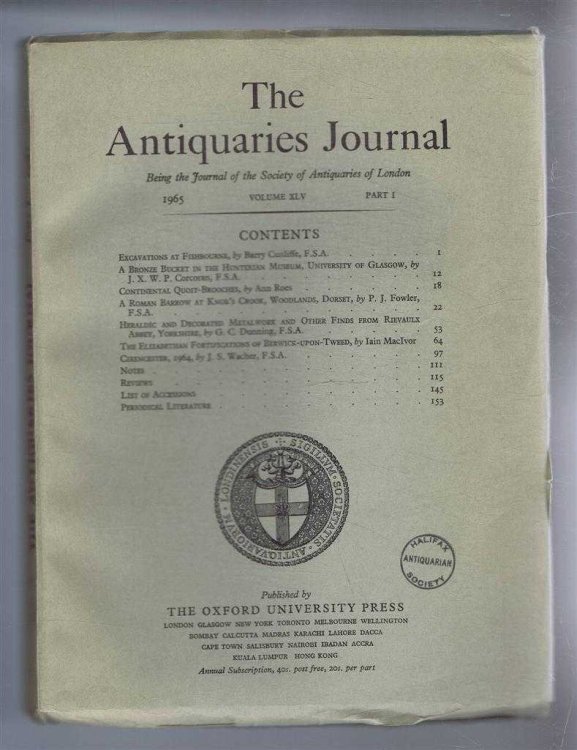 The
Antiquaries Journal
Being the Journal of the Society of Antiquaries of London
1965 VOLUME XLV PART I
CONTENTS
EXCAVATIONS AT FISHBOURNE, by Barry Cunliffe, F.S.A. . . . . 1
A BRONZE BUCKET IN THE HUNTERIAN MUSEUM, UNIVERSITY OF GLASGOW, by
J. X. W. P. Corcoran, F.S.A. . . . . . . . 12
CONTINENTAL QUOIT-BROOCHES, by Ann Roes . . . . . 18
A ROMAN BARROW AT KNOB'S CROOK, WOODLANDS, DORSET, by P. J. Fowler,
F.S.A. . . . . . . . . . . 22
HERALDIC AND DECORATED METALWORK AND OTHER FINDS FROM RIEVAULX
ABBEY, YORKSHIRE, by G. C. Dunning, F.S.A. . . . . . 53
THE ELIZABETHAN FORTIFICATIONS OF BERWICK-UPON-TWEED, by Iain MacIvor 64
CIRENCESTER, 1964, by J. S. Wacher, F.S.A. . . . . . 97
NOTES . . . . . . . . . . 111
REVIEWS . . . . . . . . . . 115
LIST OF ACCESSIONS . . . . . . . . 145
PERIODICAL LITERATURE . . . . . . . . 153
SIGILLVM · SOCIETATIS · ANTIQVARIORVM · LONDINENSIS
HALIFAX
ANTIQUARIAN
SOCIETY
Published by
THE OXFORD UNIVERSITY PRESS
LONDON GLASGOW NEW YORK TORONTO MELBOURNE WELLINGTON
BOMBAY CALCUTTA MADRAS KARACHI LAHORE DACCA
CAPE TOWN SALISBURY NAIROBI IBADAN ACCRA
KUALA LUMPUR HONG KONG
Annual Subscription, 40s. post free, 20s. per part